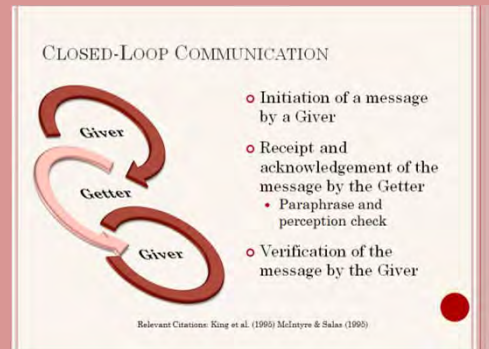 CLOSED-LOOP COMMUNICATION
Giver
Getter
Giver
Initiation of a message
by a Giver
Receipt and
acknowledgement of the
message by the Getter
Paraphrase and
perception check
Verification of the
message by the Giver
Relevant Citations: King et al. (1995) McIntyre & Salas (1995)